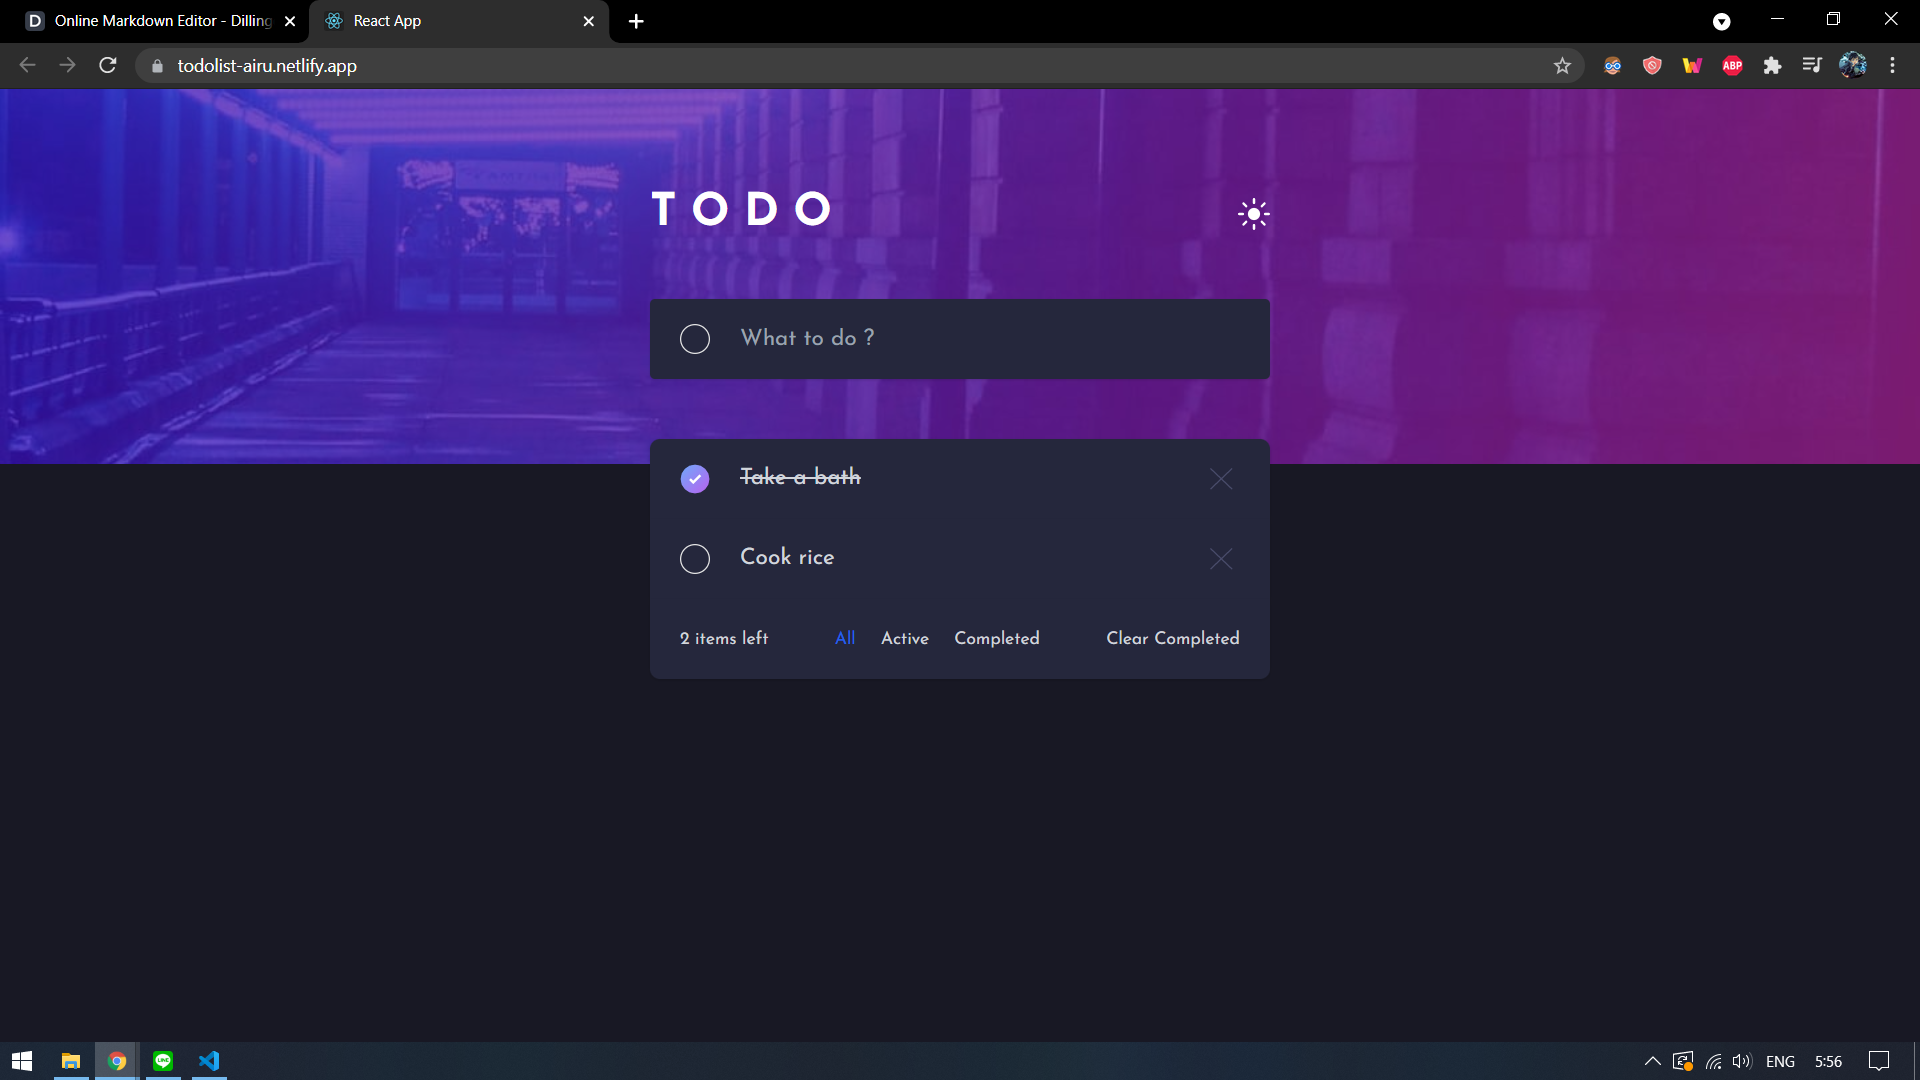 D Online Markdown Editor - Dilling
React App
todolist-airu.netlify.app
ABP
TODO
What to do ?
Take a bath
Cook rice
2 items left All Active Completed Clear Completed
LINE
ENG 5:56